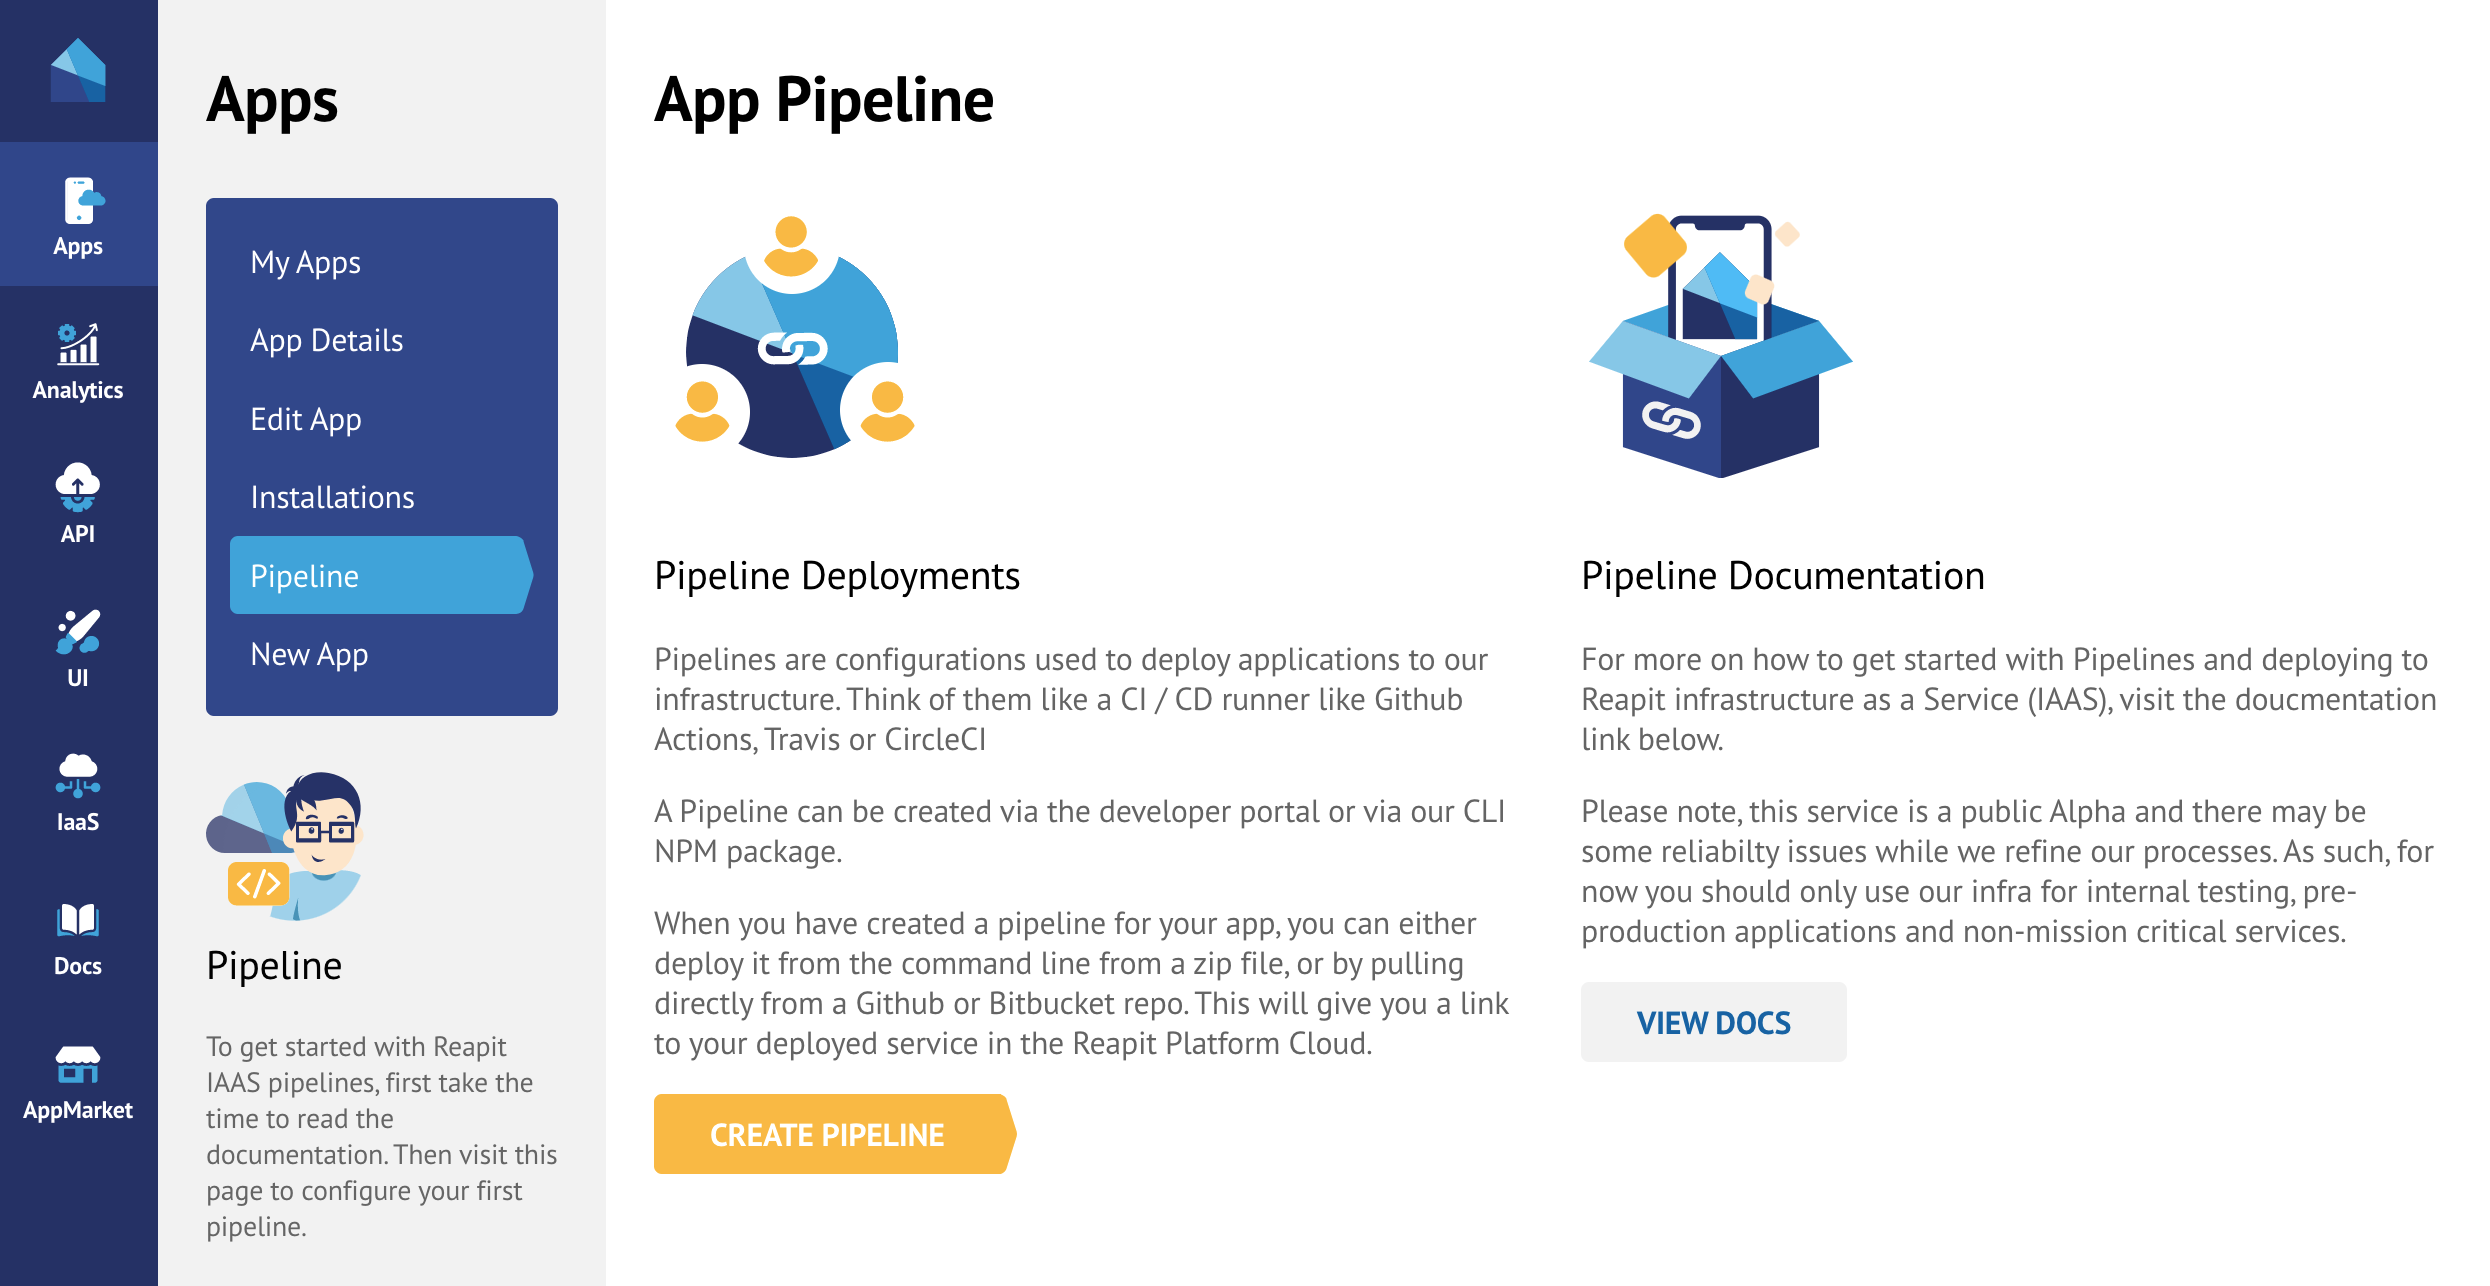 Apps
Analytics
API
UI
IaaS
Docs
AppMarket
Apps
My Apps
App Details
Edit App
Installations
Pipeline
New App
</>
Pipeline
To get started with Reapit
IAAS pipelines, first take the
time to read the
documentation. Then visit this
page to configure your first
pipeline.
App Pipeline
Pipeline Deployments
Pipelines are configurations used to deploy applications to our
infrastructure. Think of them like a CI / CD runner like Github
Actions, Travis or CircleCI
A Pipeline can be created via the developer portal or via our CLI
NPM package.
When you have created a pipeline for your app, you can either
deploy it from the command line from a zip file, or by pulling
directly from a Github or Bitbucket repo. This will give you a link
to your deployed service in the Reapit Platform Cloud.
CREATE PIPELINE
Pipeline Documentation
For more on how to get started with Pipelines and deploying to
Reapit infrastructure as a Service (IAAS), visit the doucmentation
link below.
Please note, this service is a public Alpha and there may be
some reliabilty issues while we refine our processes. As such, for
now you should only use our infra for internal testing, pre-
production applications and non-mission critical services.
VIEW DOCS